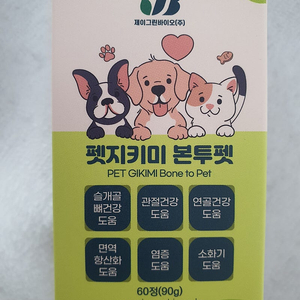 제이그린바이오(주)
펫지키미 본투펫
PET GIKIMI Bone to Pet
슬개골
뼈건강
도움
관절건강
도움
연골건강
도움
면역
항산화
도움
염증
도움
소화기
도움
60정(90g)